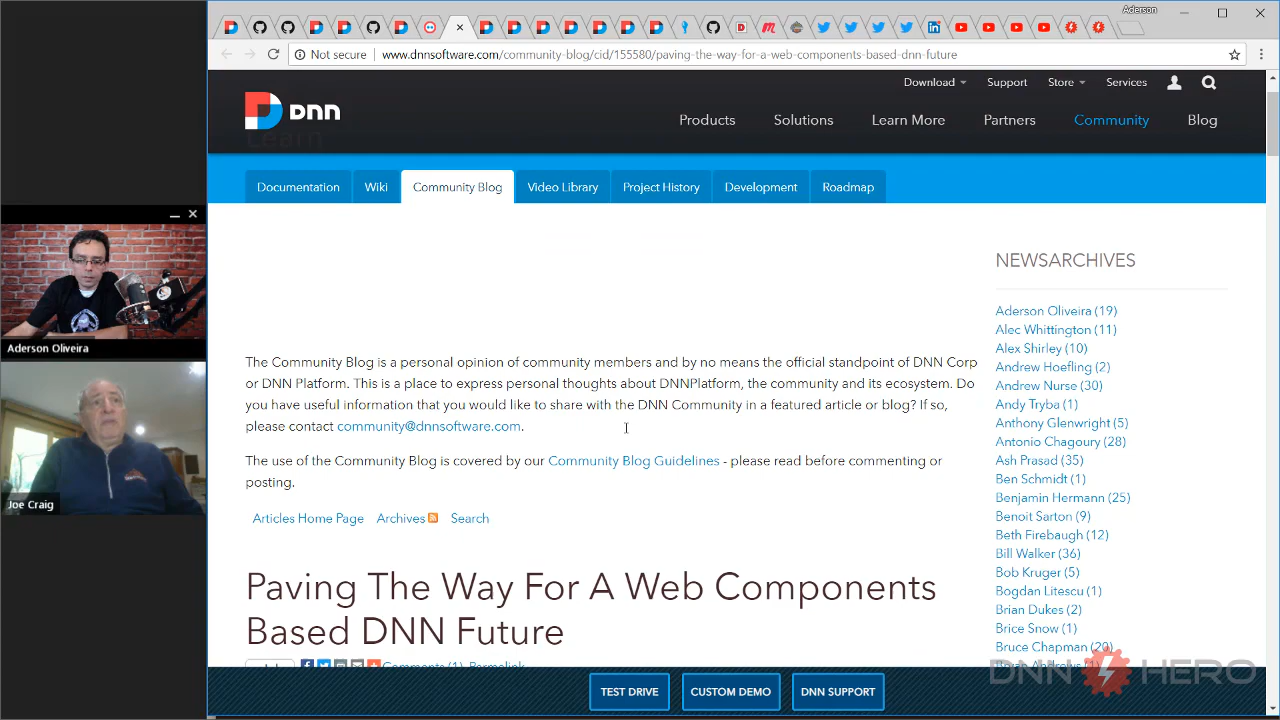 Aderson
Not secure
www.dnnsoftware.com/community-blog/cid/155580/paving-the-way-for-a-web-components-based-dnn-future
Download Support Store Services
DNN
Products Solutions Learn More Partners Community Blog
Learn
Documentation Wiki Community Blog Video Library Project History Development Roadmap
Aderson Oliveira
Joe Craig
The Community Blog is a personal opinion of community members and by no means the official standpoint of DNN Corp
or DNN Platform. This is a place to express personal thoughts about DNNPlatform, the community and its ecosystem. Do
you have useful information that you would like to share with the DNN Community in a featured article or blog? If so,
please contact community@dnnsoftware.com.
The use of the Community Blog is covered by our Community Blog Guidelines - please read before commenting or
posting.
Articles Home Page Archives Search
Paving The Way For A Web Components
Based DNN Future
Comments (1) Permalink
NEWSARCHIVES
Aderson Oliveira (19)
Alec Whittington (11)
Alex Shirley (10)
Andrew Hoefling (2)
Andrew Nurse (30)
Andy Tryba (1)
Anthony Glenwright (5)
Antonio Chagoury (28)
Ash Prasad (35)
Ben Schmidt (1)
Benjamin Hermann (25)
Benoit Sarton (9)
Beth Firebaugh (12)
Bill Walker (36)
Bob Kruger (5)
Bogdan Litescu (1)
Brian Dukes (2)
Brice Snow (1)
Bruce Chapman (20)
TEST DRIVE CUSTOM DEMO DNN SUPPORT
DNN HERO